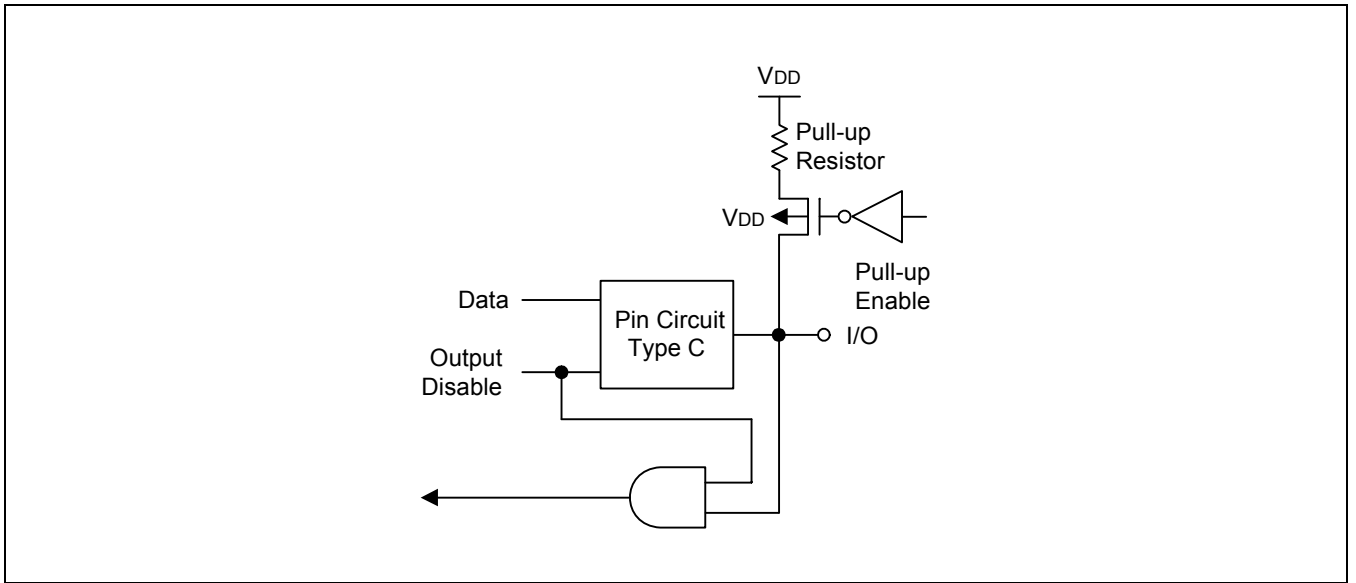 VDD
Pull-up
Resistor
VDD
Pull-up
Enable
Data
Pin Circuit
Type C
I/O
Output
Disable